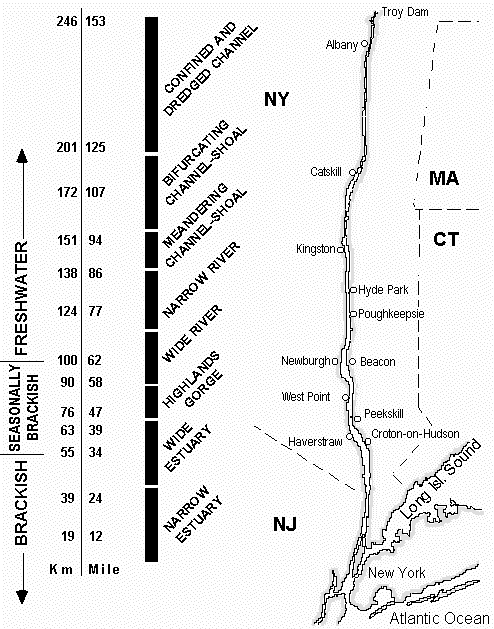 246 153
201 125
172 107
151 94
138 86
124 77
100 62
90 58
76 47
63 39
55 34
39 24
19 12
Km Mile
FRESHWATER
SEASONALLY
BRACKISH
BRACKISH
CONFINED AND
DREDGED CHANNEL
BIFURCATING
CHANNEL-SHOAL
MEANDERING
CHANNEL-SHOAL
NARROW RIVER
WIDE RIVER
HIGHLANDS
GORGE
WIDE
ESTUARY
NARROW
ESTUARY
Troy Dam
Albany
NY
Catskill
MA
CT
Kingston
Hyde Park
Poughkeepsie
Newburgh
Beacon
West Point
Peekskill
Haverstraw
Croton-on-Hudson
Long Isl. Sound
NJ
New York
Atlantic Ocean